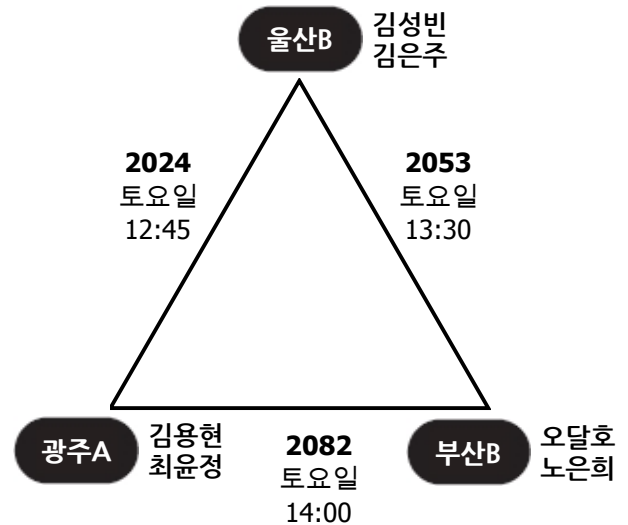 울산B
김성빈
김은주
2024
토요일
12:45
2053
토요일
13:30
광주A
김용현
최윤정
2082
토요일
14:00
부산B
오달호
노은희